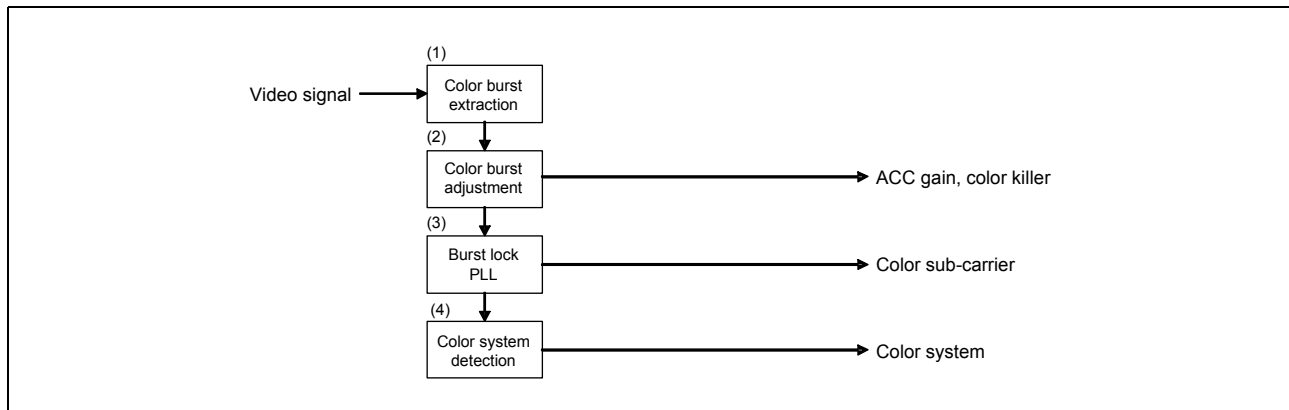 (1)
Video signal
Color burst
extraction
(2)
Color burst
adjustment
ACC gain, color killer
(3)
Burst lock
PLL
Color sub-carrier
(4)
Color system
detection
Color system